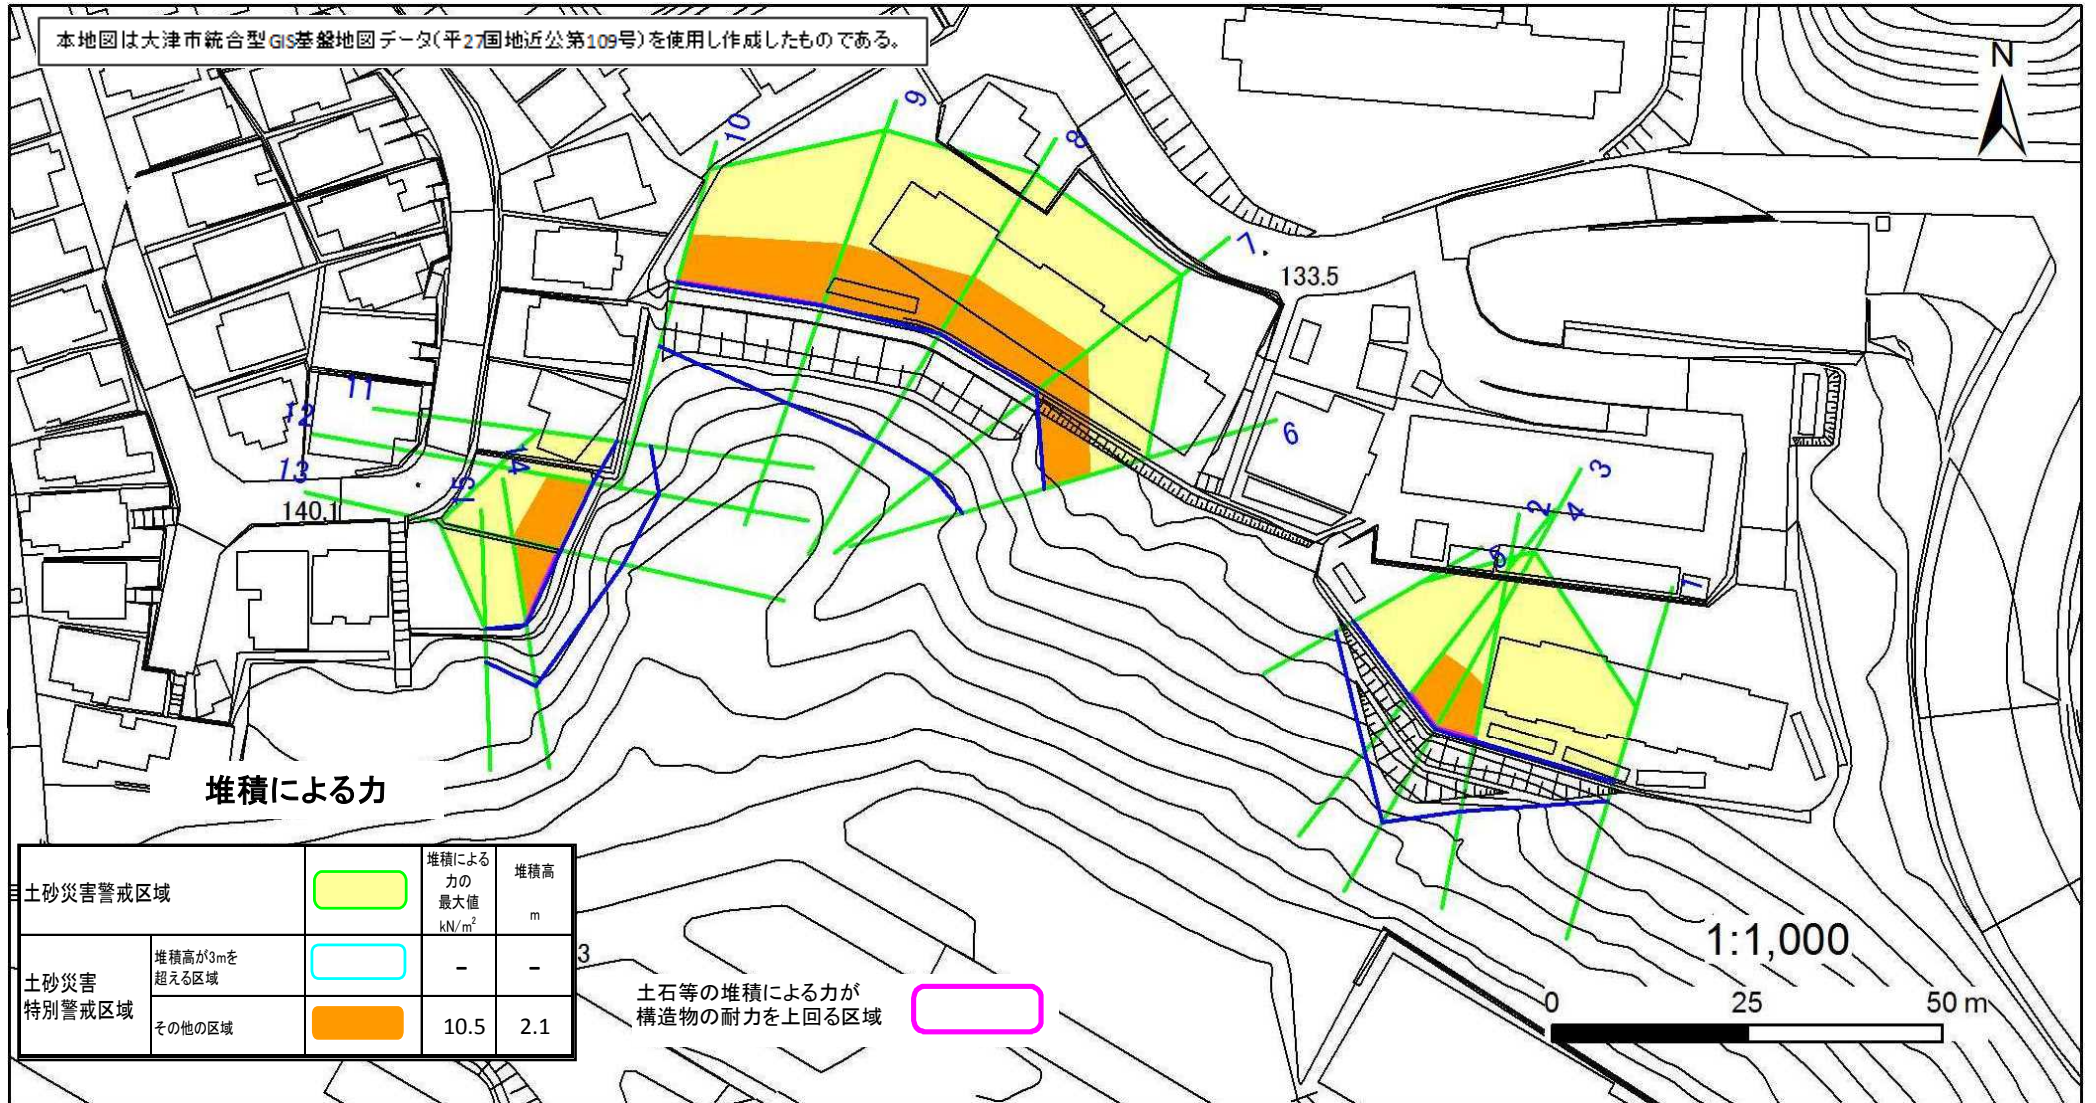 本地図は大津市統合型GIS基盤地図データ(平27国地近公第109号)を使用し作成したものである。
N
10
9
8
7
133.5
6
11
12
13
14
15
140.1
3
2
4
5
1
堆積による力
土砂災害警戒区域
堆積による
力の
最大値
kN/m²
堆積高
m
土砂災害
特別警戒区域
堆積高が3mを
超える区域
-
-
その他の区域
10.5
2.1
3
土石等の堆積による力が
構造物の耐力を上回る区域
1:1,000
0 25 50 m